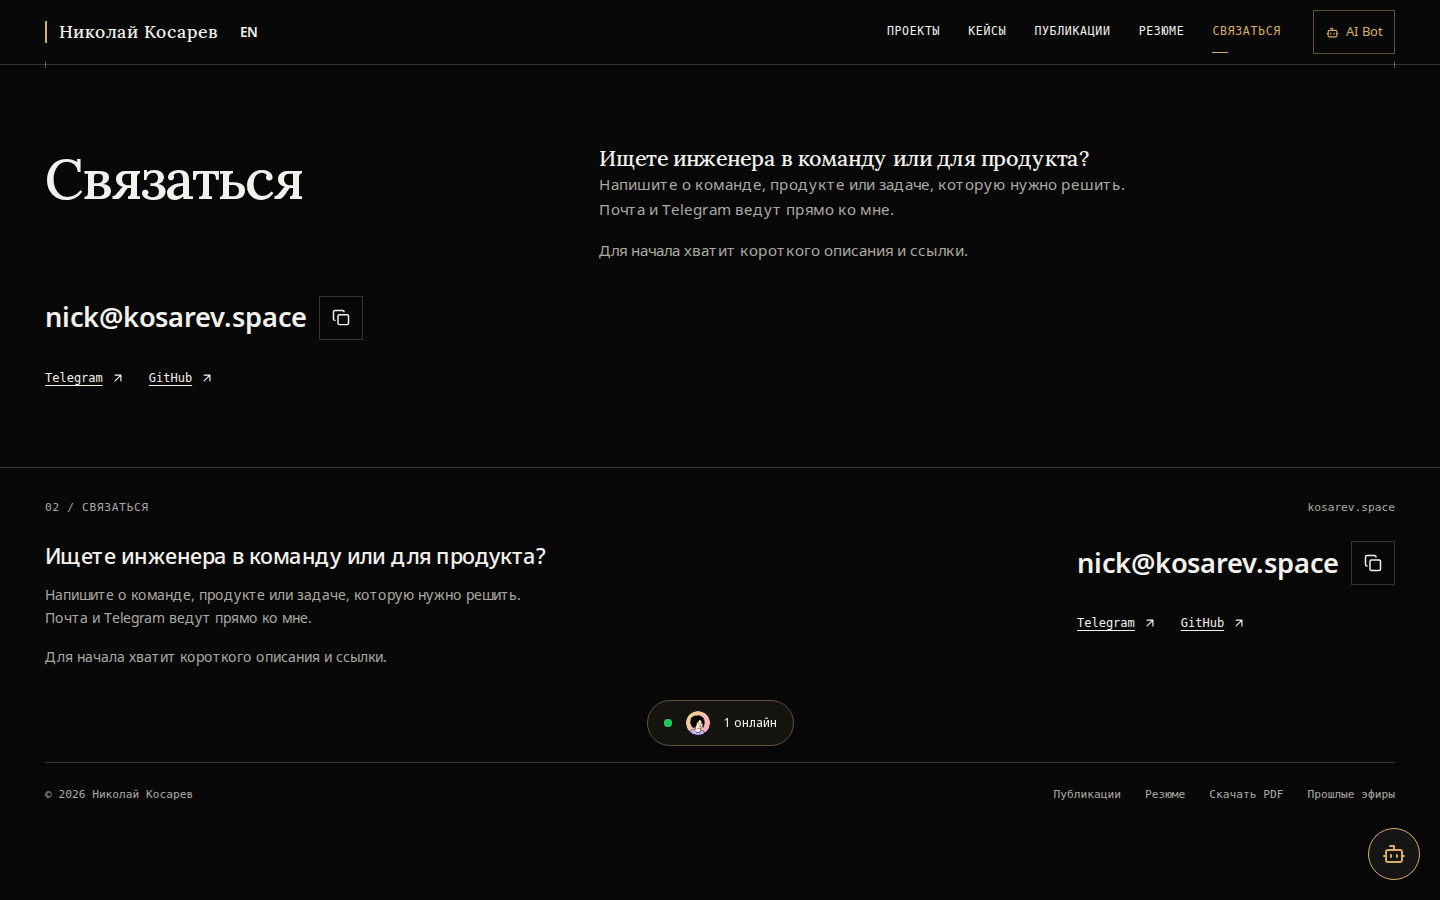 Николай Косарев
EN
ПРОЕКТЫ
КЕЙСЫ
ПУБЛИКАЦИИ
РЕЗЮМЕ
СВЯЗАТЬСЯ
AI Bot
Связаться
Ищете инженера в команду или для продукта?
Напишите о команде, продукте или задаче, которую нужно решить.
Почта и Telegram ведут прямо ко мне.
Для начала хватит короткого описания и ссылки.
nick@kosarev.space
Telegram
GitHub
02 / СВЯЗАТЬСЯ
kosarev.space
Ищете инженера в команду или для продукта?
Напишите о команде, продукте или задаче, которую нужно решить.
Почта и Telegram ведут прямо ко мне.
Для начала хватит короткого описания и ссылки.
nick@kosarev.space
Telegram
GitHub
1 онлайн
© 2026 Николай Косарев
Публикации
Резюме
Скачать PDF
Прошлые эфиры